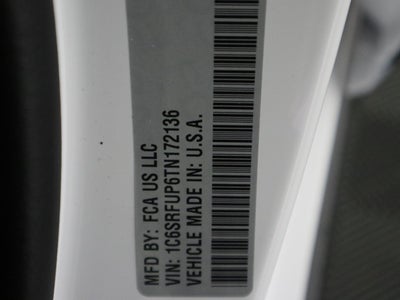 MFD BY: FCA US LLC
VIN: 1C6SRFUP6TN172136
VEHICLE MADE IN: U.S.A.